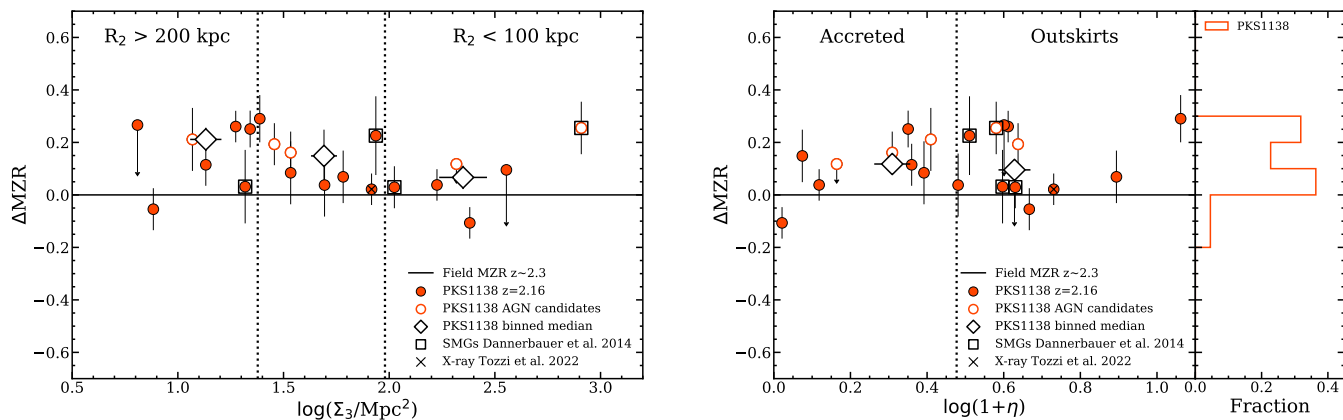 R₂ > 200 kpc
R₂ < 100 kpc
ΔMZR
0.6
0.4
0.2
0.0
−0.2
−0.4
−0.6
Field MZR z~2.3
PKS1138 z=2.16
PKS1138 AGN candidates
PKS1138 binned median
SMGs Dannerbauer et al. 2014
X-ray Tozzi et al. 2022
0.5
1.0
1.5
2.0
2.5
3.0
log(Σ₃/Mpc²)
Accreted
Outskirts
ΔMZR
0.6
0.4
0.2
0.0
−0.2
−0.4
−0.6
Field MZR z~2.3
PKS1138 z=2.16
PKS1138 AGN candidates
PKS1138 binned median
SMGs Dannerbauer et al. 2014
X-ray Tozzi et al. 2022
0.0
0.2
0.4
0.6
0.8
1.0
log(1+η)
PKS1138
0.0
0.2
0.4
Fraction